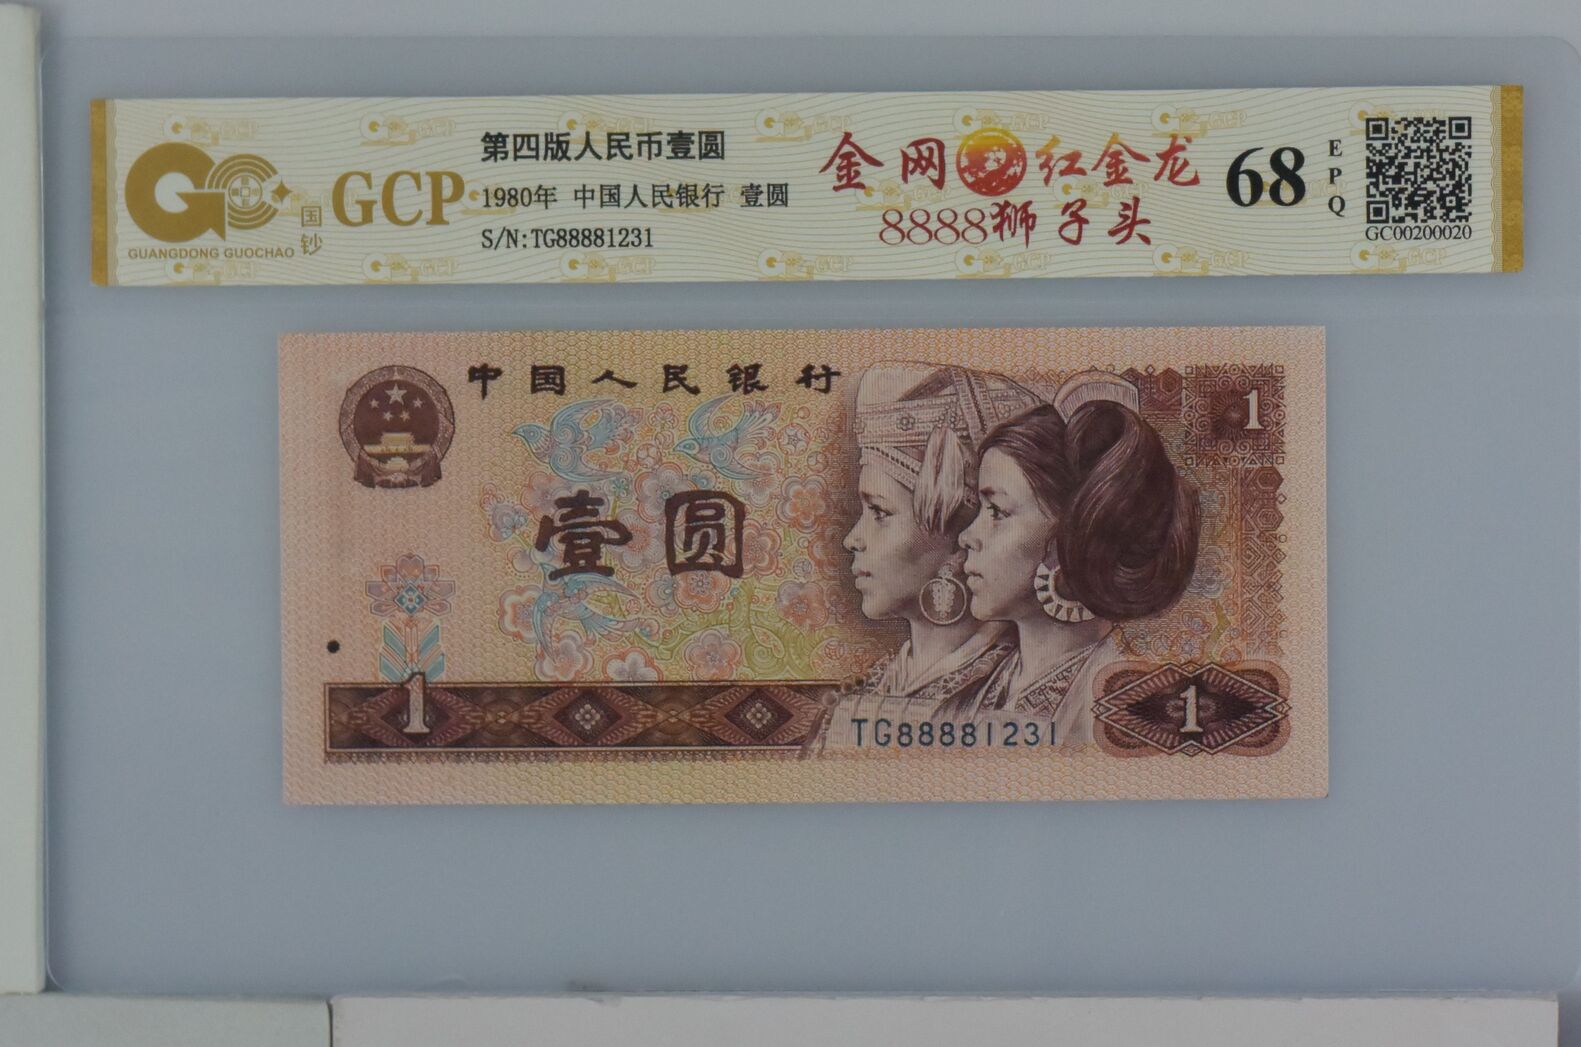 GUANGDONG GUOCHAO
国钞
GCP
第四版人民币壹圆
1980年 中国人民银行 壹圆
S/N:TG88881231
金网 红金龙
8888狮子头
68
EPQ
GC00200020
中国人民银行
1
壹圆
1
TG88881231
1